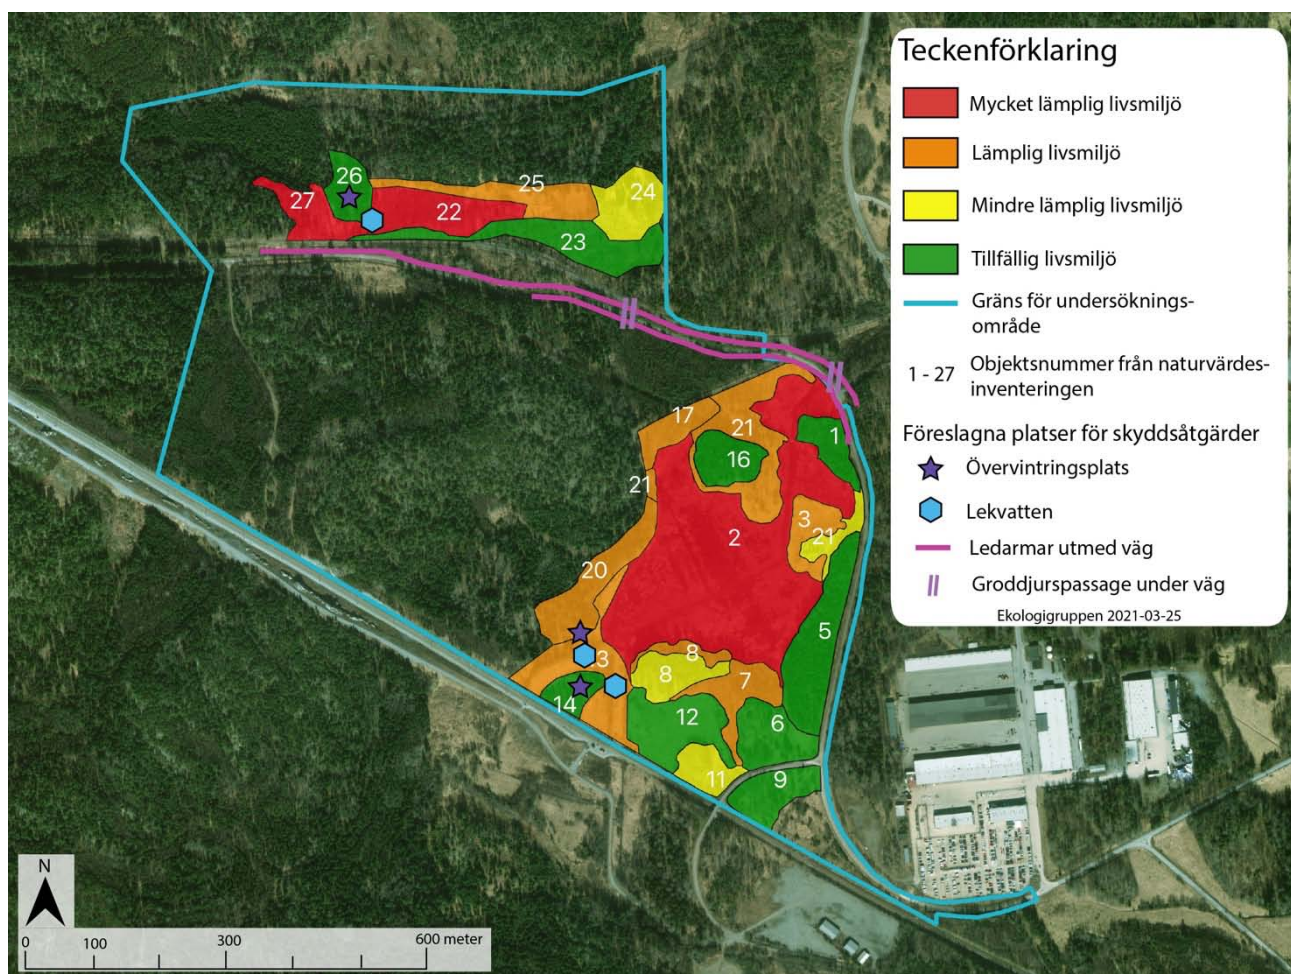 Teckenförklaring
Mycket lämplig livsmiljö
Lämplig livsmiljö
Mindre lämplig livsmiljö
Tillfällig livsmiljö
Gräns för undersöknings-
område
1 - 27
Objektsnummer från naturvärdes-
inventeringen
Föreslagna platser för skyddsåtgärder
Övervintringsplats
Lekvatten
Ledarmar utmed väg
Groddjurspassage under väg
Ekologigruppen 2021-03-25
26
25
24
27
22
23
17
21
1
16
21
3
2
21
20
5
8
3
8
7
14
12
6
11
9
N
0 100 300 600 meter